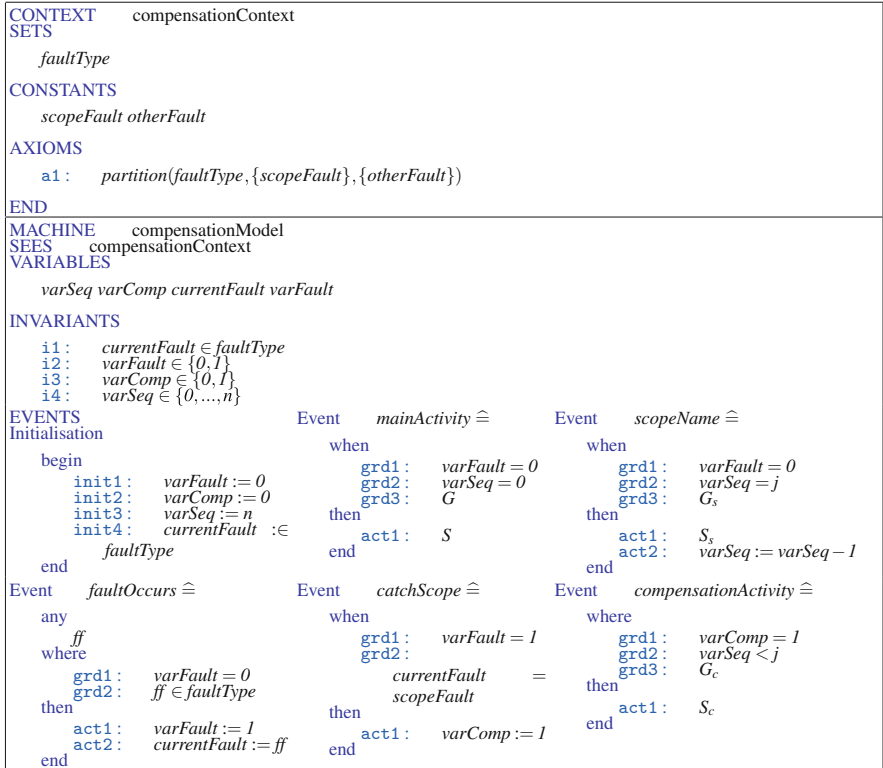 CONTEXT compensationContext
SETS
faultType
CONSTANTS
scopeFault otherFault
AXIOMS
a1 : partition(faultType,{scopeFault},{otherFault})
END
MACHINE compensationModel
SEES compensationContext
VARIABLES
varSeq varComp currentFault varFault
INVARIANTS
i1 : currentFault ∈ faultType
i2 : varFault ∈ {0,1}
i3 : varComp ∈ {0,1}
i4 : varSeq ∈ {0,...,n}
EVENTS
Initialisation
begin
init1 : varFault := 0
init2 : varComp := 0
init3 : varSeq := n
init4 : currentFault :∈
faultType
end
Event mainActivity ≙
when
grd1 : varFault = 0
grd2 : varSeq = 0
grd3 : G
then
act1 : S
end
Event scopeName ≙
when
grd1 : varFault = 0
grd2 : varSeq = j
grd3 : Gₛ
then
act1 : Sₛ
act2 : varSeq := varSeq − 1
end
Event faultOccurs ≙
any
ff
where
grd1 : varFault = 0
grd2 : ff ∈ faultType
then
act1 : varFault := 1
act2 : currentFault := ff
end
Event catchScope ≙
when
grd1 : varFault = 1
grd2 :
currentFault =
scopeFault
then
act1 : varComp := 1
end
Event compensationActivity ≙
where
grd1 : varComp = 1
grd2 : varSeq < j
grd3 : G_c
then
act1 : S_c
end